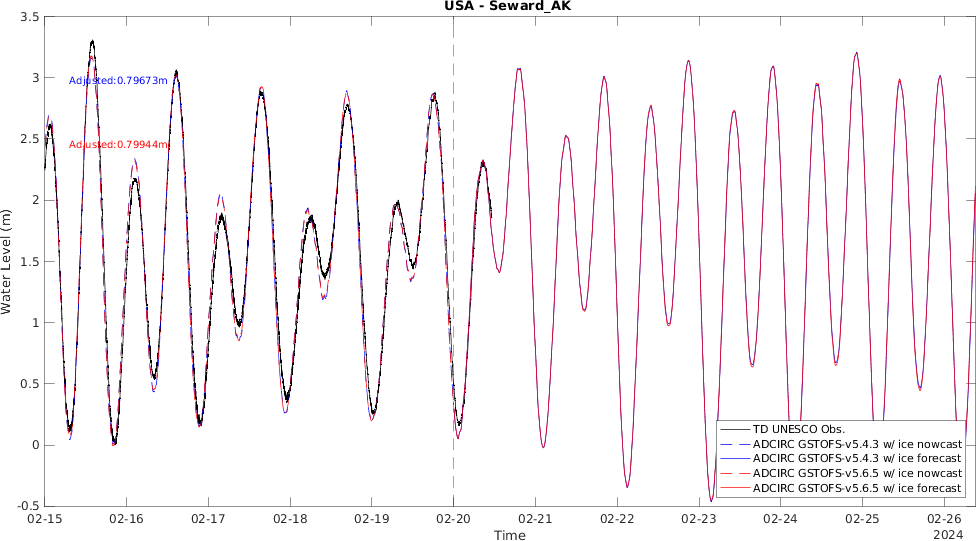 USA - Seward_AK
3.5
3
2.5
2
1.5
1
0.5
0
-0.5
Water Level (m)
Adjusted:0.79673m
Adjusted:0.79944m
TD UNESCO Obs.
ADCIRC GSTOFS-v5.4.3 w/ ice nowcast
ADCIRC GSTOFS-v5.4.3 w/ ice forecast
ADCIRC GSTOFS-v5.6.5 w/ ice nowcast
ADCIRC GSTOFS-v5.6.5 w/ ice forecast
02-15 02-16 02-17 02-18 02-19 02-20 02-21 02-22 02-23 02-24 02-25 02-26
Time
2024